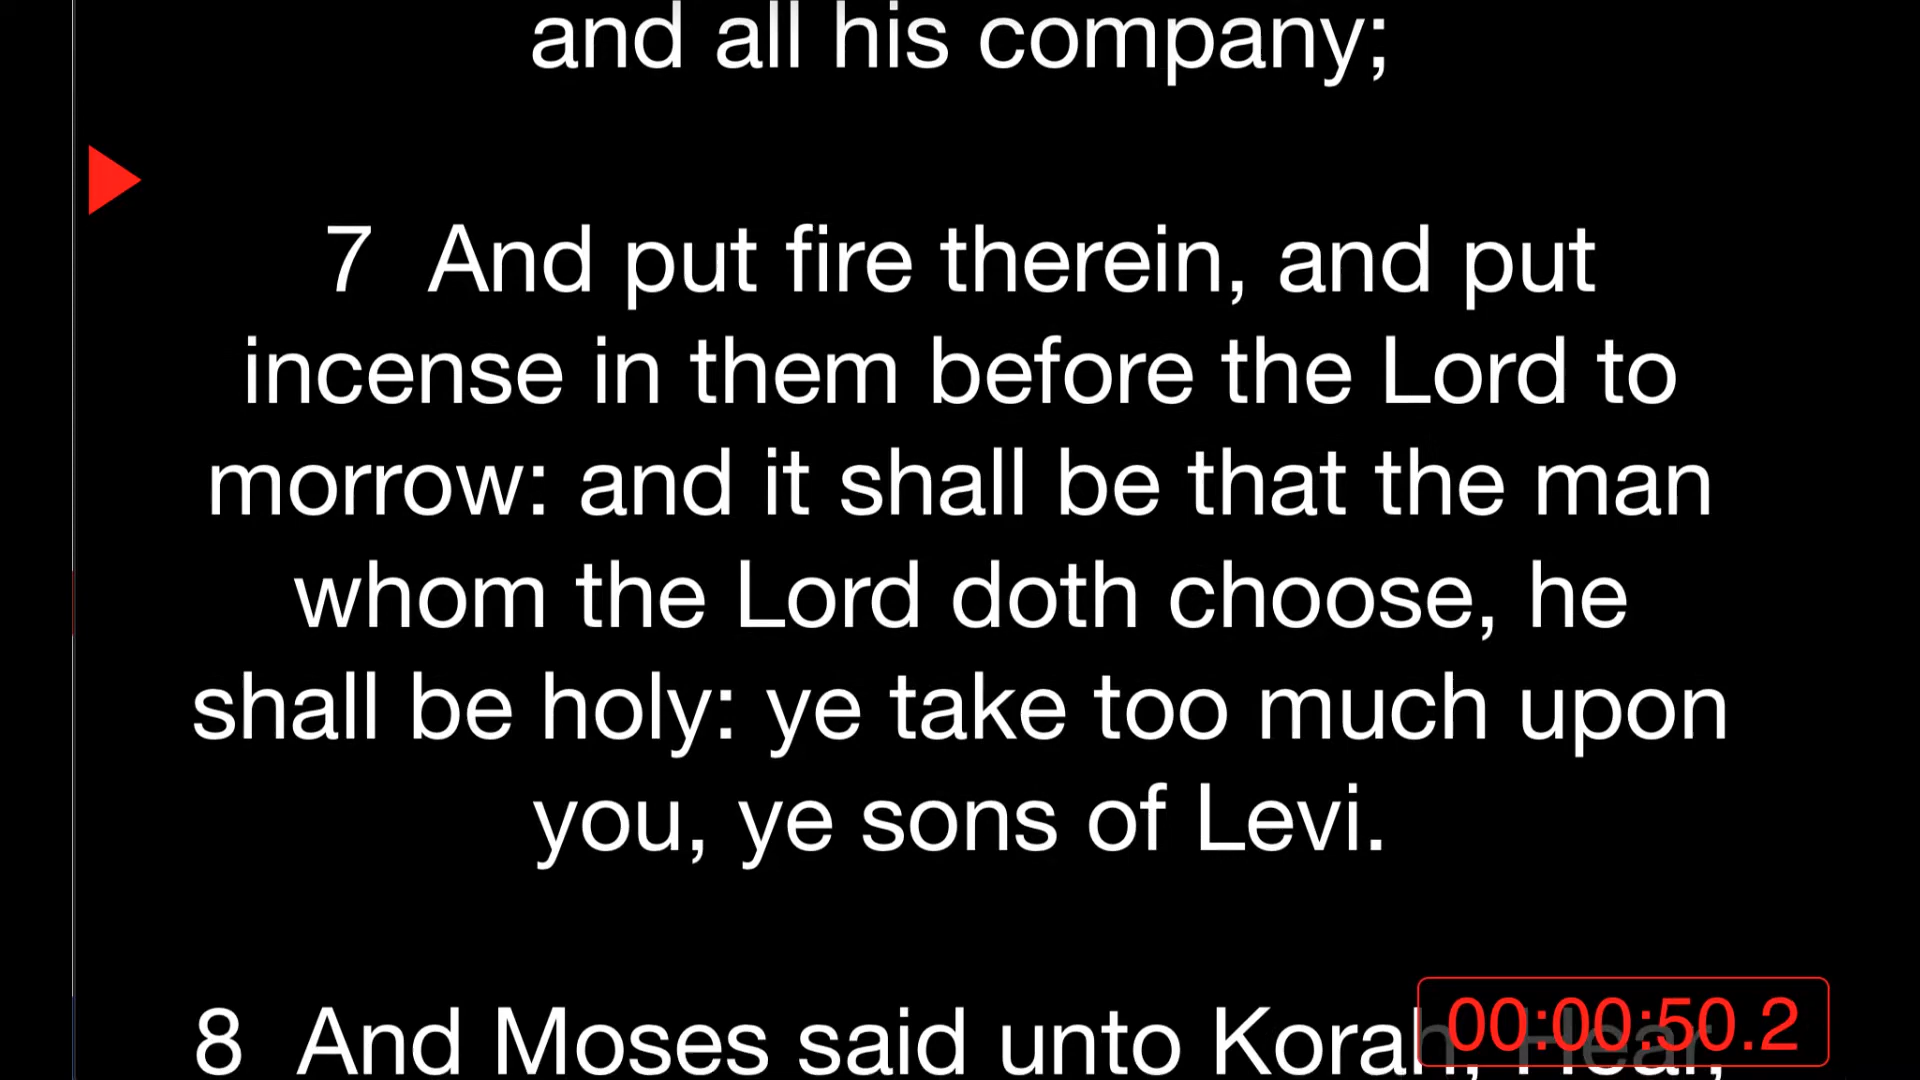 and all his company;
7 And put fire therein, and put
incense in them before the Lord to
morrow: and it shall be that the man
whom the Lord doth choose, he
shall be holy: ye take too much upon
you, ye sons of Levi.
8 And Moses said unto Korah, Hear,
00:00:50.2